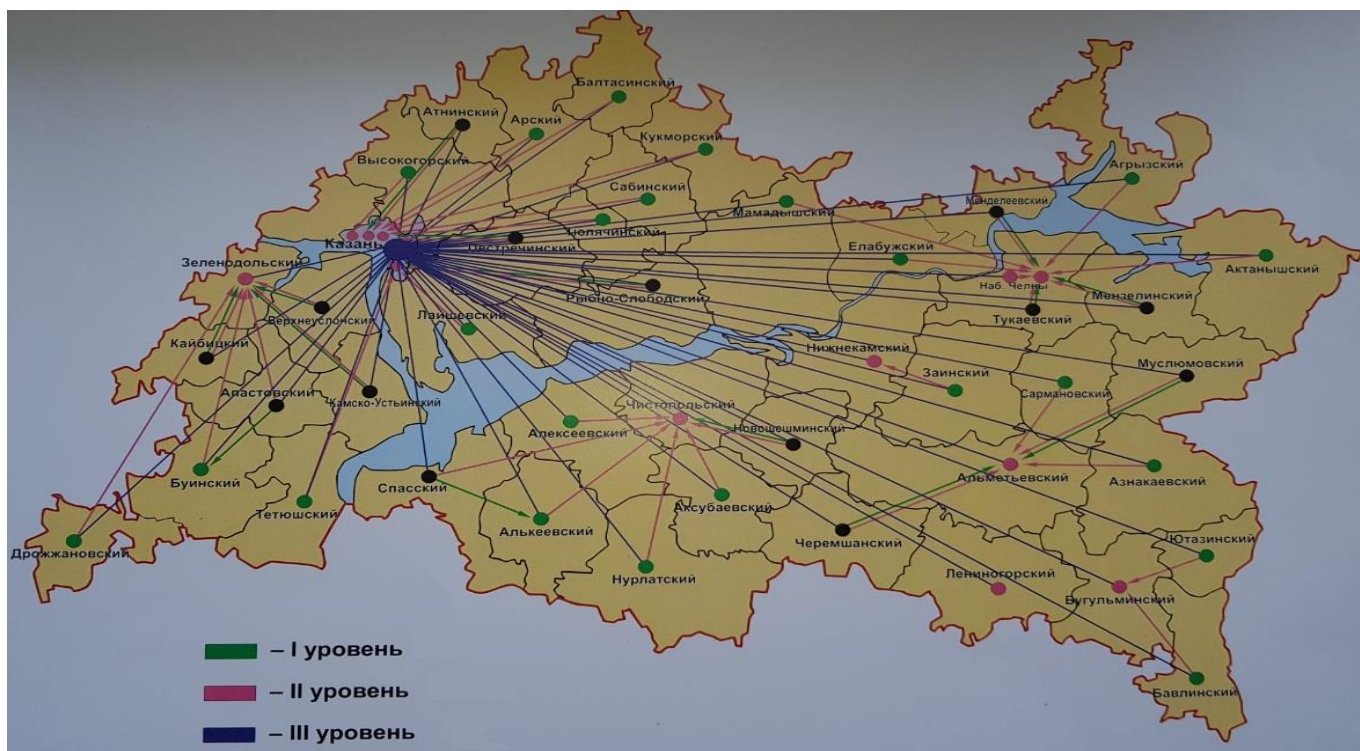 Балтасинский
Атнинский
Арский
Кукморский
Высокогорский
Агрызский
Сабинский
Менделеевский
Мамадышский
Тюлячинский
Казань
Пестречинский
Елабужский
Зеленодольский
Актанышский
Наб. Челны
Рыбно-Слободский
Мензелинский
Верхнеуслонский
Лаишевский
Тукаевский
Кайбицкий
Нижнекамский
Муслюмовский
Заинский
Апастовский
Сармановский
Камско-Устьинский
Чистопольский
Алексеевский
Новошешминский
Буинский
Спасский
Альметьевский
Азнакаевский
Аксубаевский
Тетюшский
Алькеевский
Черемшанский
Дрожжановский
Ютазинский
Лениногорский
Нурлатский
Бугульминский
Бавлинский
– I уровень
– II уровень
– III уровень